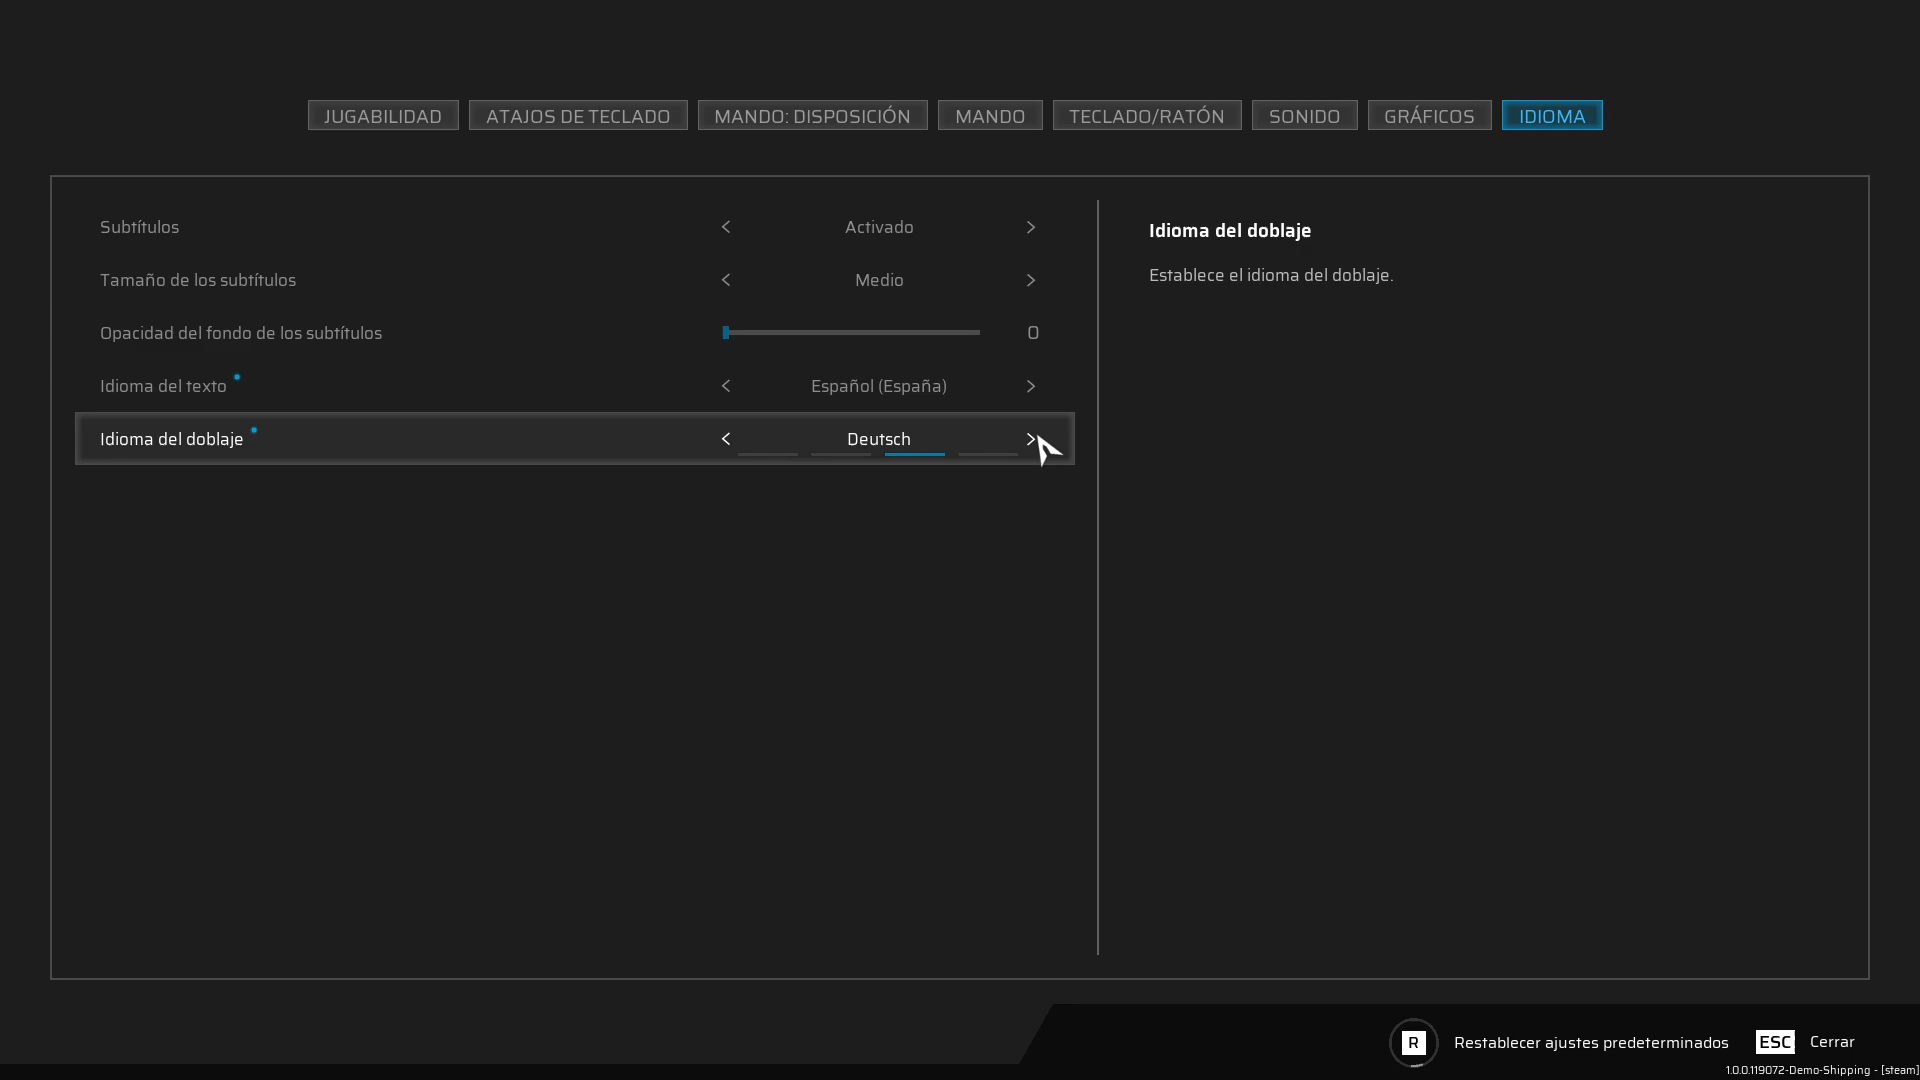 JUGABILIDAD ATAJOS DE TECLADO MANDO: DISPOSICIÓN MANDO TECLADO/RATÓN SONIDO GRÁFICOS IDIOMA
Subtítulos < Activado >
Tamaño de los subtítulos < Medio >
Opacidad del fondo de los subtítulos 0
Idioma del texto < Español (España) >
Idioma del doblaje < Deutsch >
Idioma del doblaje
Establece el idioma del doblaje.
R Restablecer ajustes predeterminados ESC Cerrar
1.0.0.119072-Demo-Shipping - [steam]